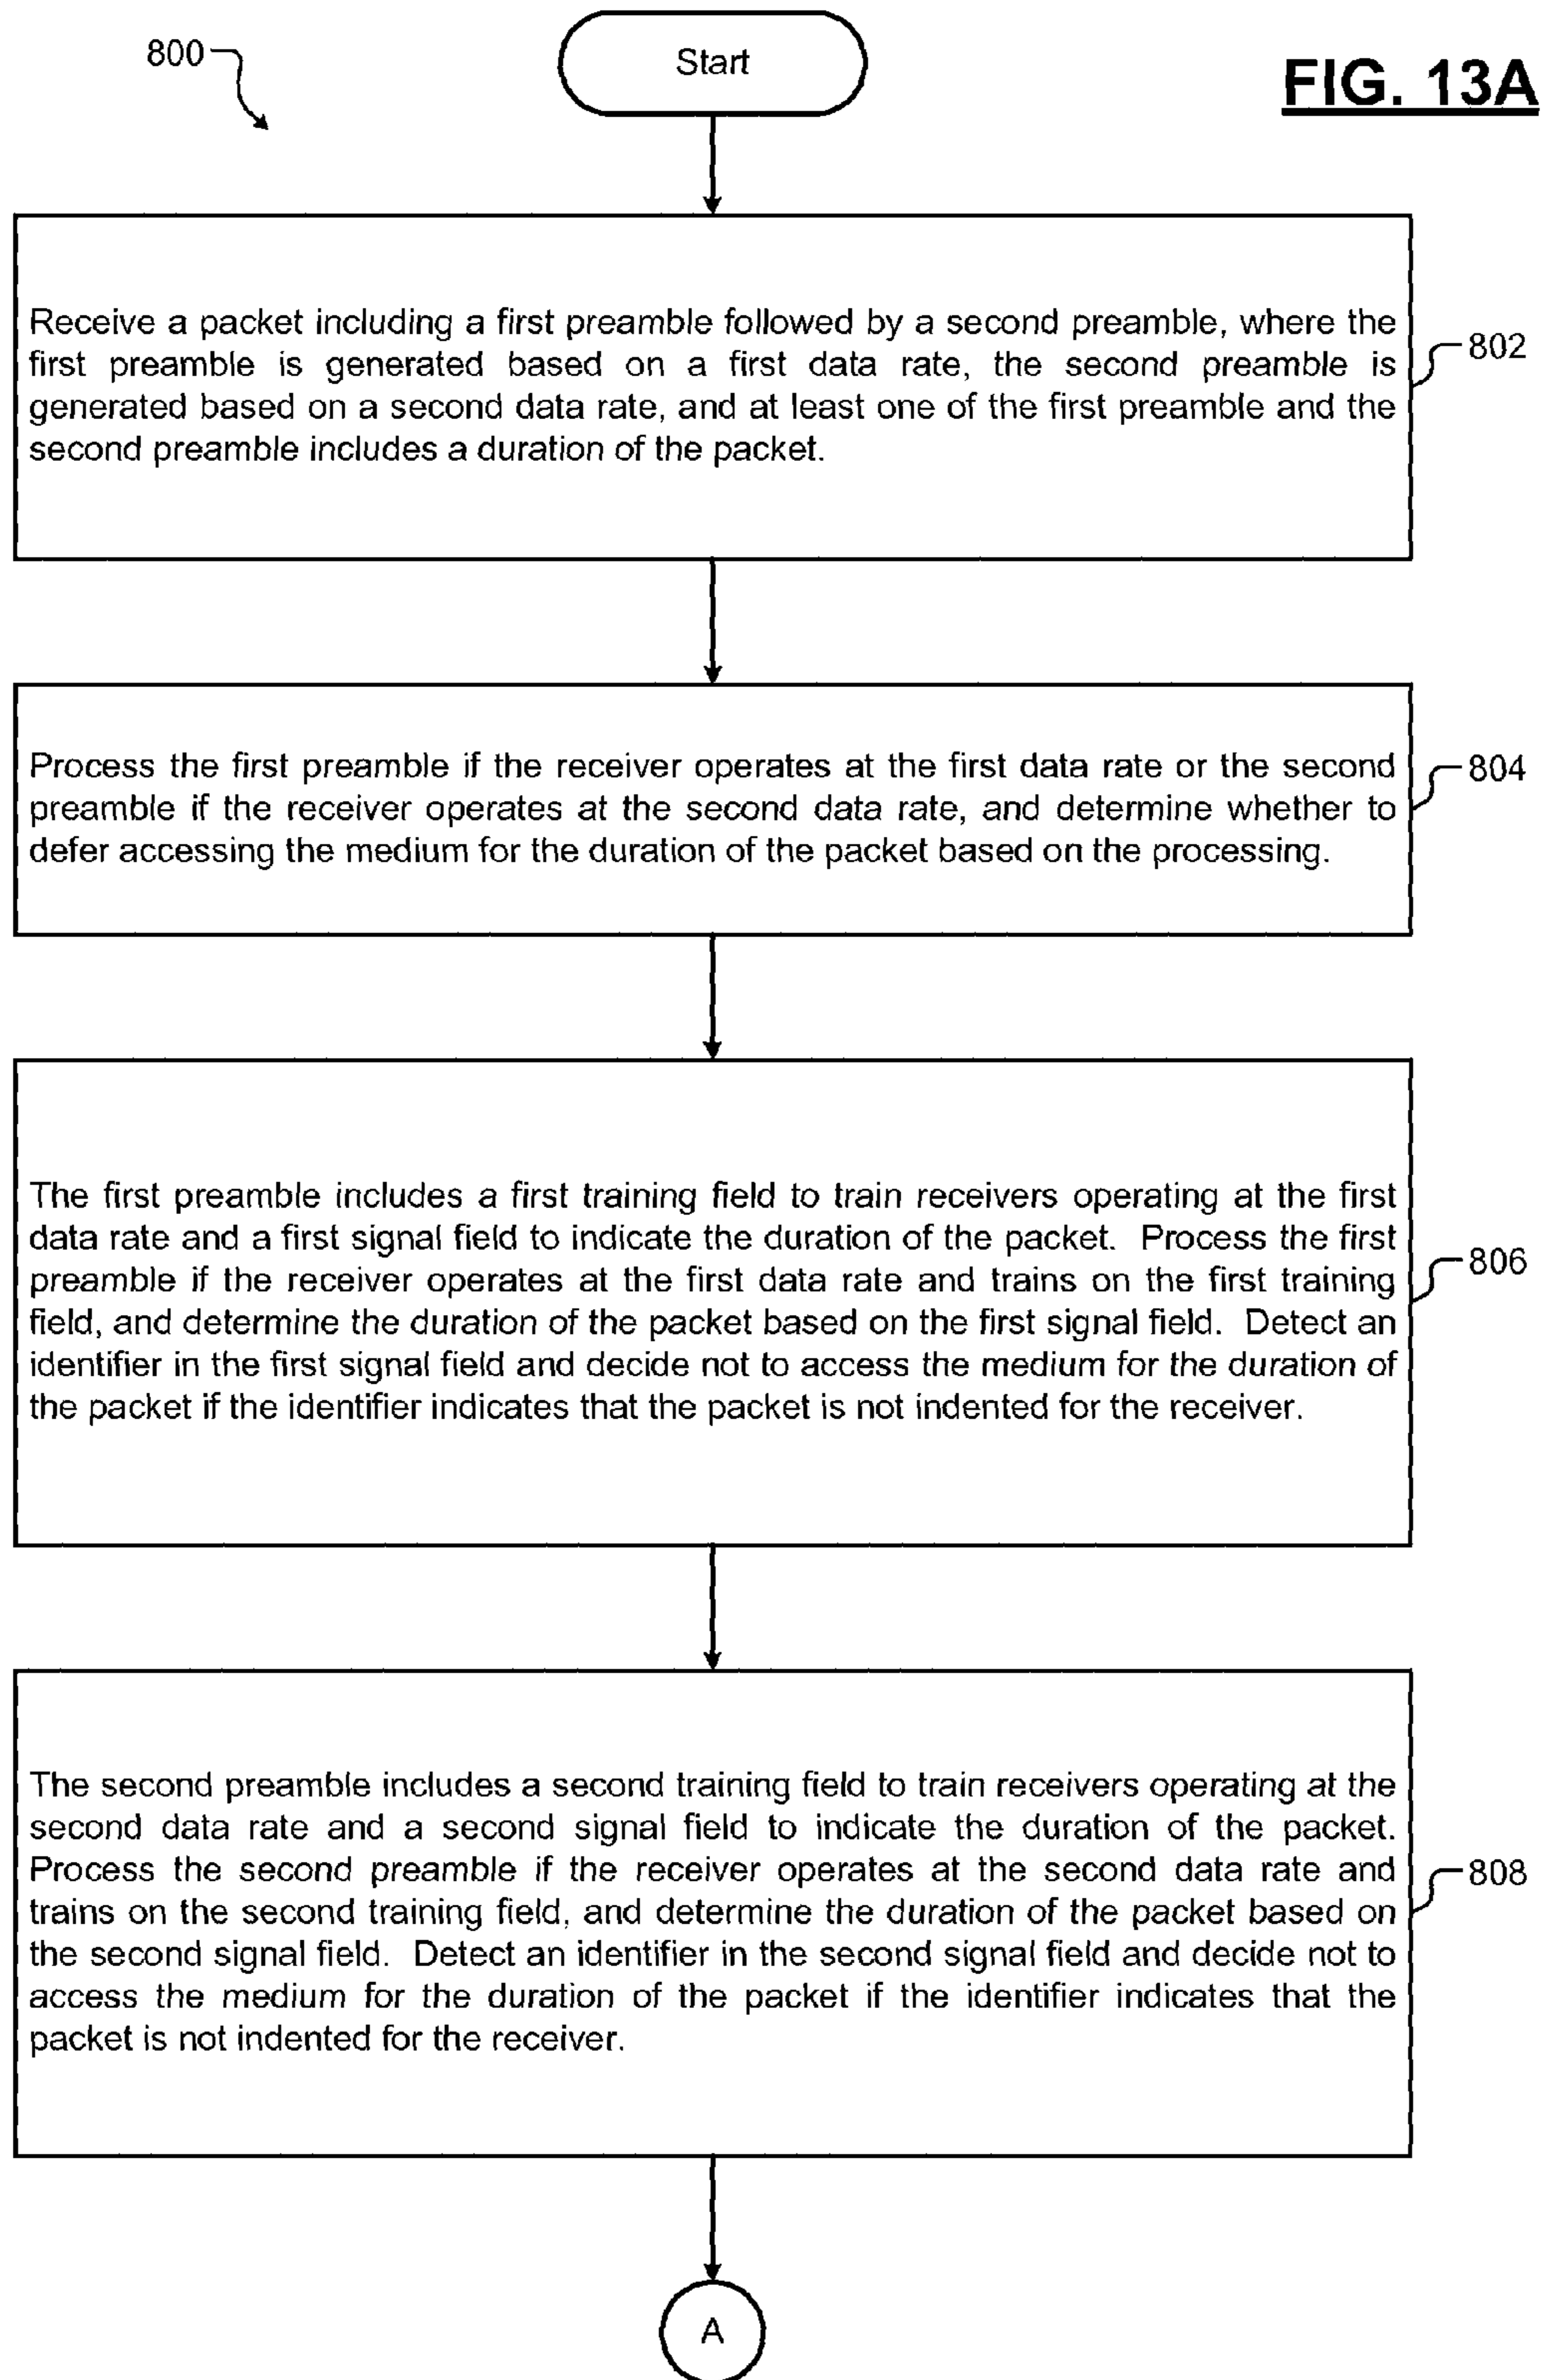 800
Start
FIG. 13A
Receive a packet including a first preamble followed by a second preamble, where the
first preamble is generated based on a first data rate, the second preamble is
generated based on a second data rate, and at least one of the first preamble and the
second preamble includes a duration of the packet.
802
Process the first preamble if the receiver operates at the first data rate or the second
preamble if the receiver operates at the second data rate, and determine whether to
defer accessing the medium for the duration of the packet based on the processing.
804
The first preamble includes a first training field to train receivers operating at the first
data rate and a first signal field to indicate the duration of the packet. Process the first
preamble if the receiver operates at the first data rate and trains on the first training
field, and determine the duration of the packet based on the first signal field. Detect an
identifier in the first signal field and decide not to access the medium for the duration of
the packet if the identifier indicates that the packet is not indented for the receiver.
806
The second preamble includes a second training field to train receivers operating at the
second data rate and a second signal field to indicate the duration of the packet.
Process the second preamble if the receiver operates at the second data rate and
trains on the second training field, and determine the duration of the packet based on
the second signal field. Detect an identifier in the second signal field and decide not to
access the medium for the duration of the packet if the identifier indicates that the
packet is not indented for the receiver.
808
A